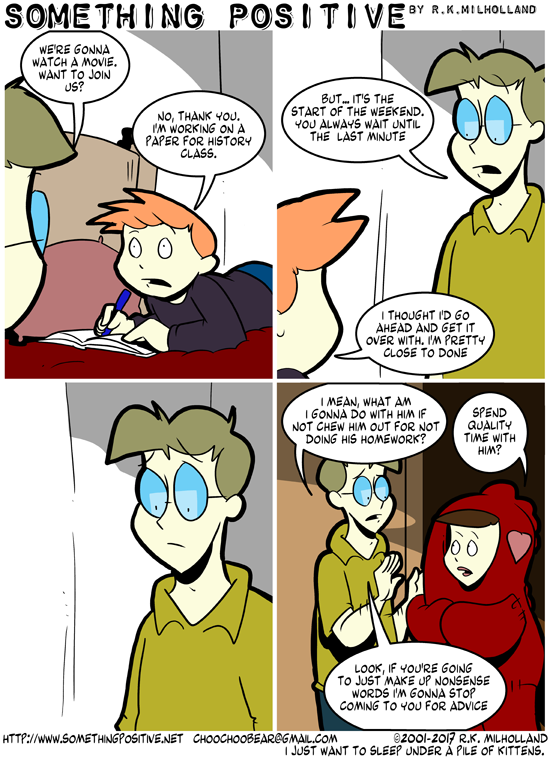 SOMETHING POSITIVE BY R.K.MILHOLLAND
WE'RE GONNA
WATCH A MOVIE.
WANT TO JOIN
US?
NO, THANK YOU.
I'M WORKING ON A
PAPER FOR HISTORY
CLASS.
BUT... IT'S THE
START OF THE WEEKEND.
YOU ALWAYS WAIT UNTIL
THE LAST MINUTE
I THOUGHT I'D GO
AHEAD AND GET IT
OVER WITH. I'M PRETTY
CLOSE TO DONE
I MEAN, WHAT AM
I GONNA DO WITH HIM IF
NOT CHEW HIM OUT FOR NOT
DOING HIS HOMEWORK?
SPEND
QUALITY
TIME WITH
HIM?
LOOK, IF YOU'RE GOING
TO JUST MAKE UP NONSENSE
WORDS I'M GONNA STOP
COMING TO YOU FOR ADVICE
HTTP://WWW.SOMETHINGPOSITIVE.NET CHOOCHOOBEAR@GMAIL.COM ©2001-2019 R.K. MILHOLLAND
I JUST WANT TO SLEEP UNDER A PILE OF KITTENS.